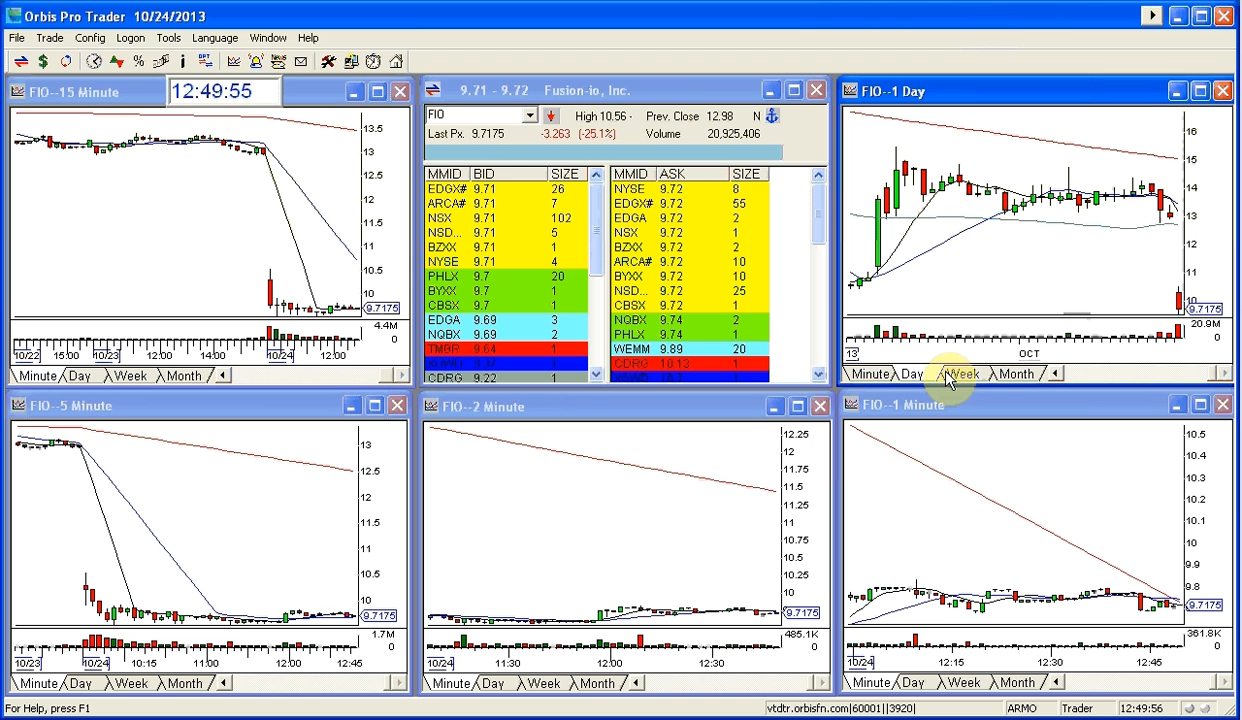 Orbis Pro Trader 10/24/2013
File Trade Config Logon Tools Language Window Help
FIO--15 Minute
12:49:55
13.5
13
12.5
12
11.5
11
10.5
10
9.7175
4.4M
0
10/22 15:00 10/23 12:00 14:00 10/24 12:00
Minute Day Week Month
9.71 - 9.72 Fusion-io, Inc.
FIO High 10.56 - Prev. Close 12.98 N
Last Px. 9.7175 -3.263 (-25.1%) Volume 20,925,406
MMID BID SIZE MMID ASK SIZE
EDGX# 9.71 26 NYSE 9.72 8
ARCA# 9.71 7 EDGX# 9.72 55
NSX 9.71 102 EDGA 9.72 2
NSD... 9.71 5 NSX 9.72 1
BZXX 9.71 1 BZXX 9.72 2
NYSE 9.71 4 ARCA# 9.72 10
PHLX 9.7 20 BYXX 9.72 10
BYXX 9.7 1 NSD... 9.72 25
CBSX 9.7 1 CBSX 9.72 1
EDGA 9.69 3 NQBX 9.74 2
NQBX 9.69 2 PHLX 9.74 1
TMBR 9.64 1 WEMM 9.89 20
CDRG 10.13 1
CDRG 9.22 1
FIO--1 Day
16
15
14
13
12
11
10
9.7175
20.9M
0
13' OCT
Minute Day Week Month
FIO--5 Minute
13
12.5
12
11.5
11
10.5
10
9.7175
1.7M
0
10/23 10/24 10:15 11:00 12:00 12:45
Minute Day Week Month
FIO--2 Minute
12.25
12
11.75
11.5
11.25
11
10.75
10.5
10.25
10
9.7175
485.1K
0
10/24 11:30 12:00 12:30
Minute Day Week Month
FIO--1 Minute
10.5
10.4
10.3
10.2
10.1
10
9.9
9.8
9.7175
361.8K
0
10/24 12:15 12:30 12:45
Minute Day Week Month
For Help, press F1
vtdtr.orbisfn.com|60001||3920| ARMO Trader 12:49:56